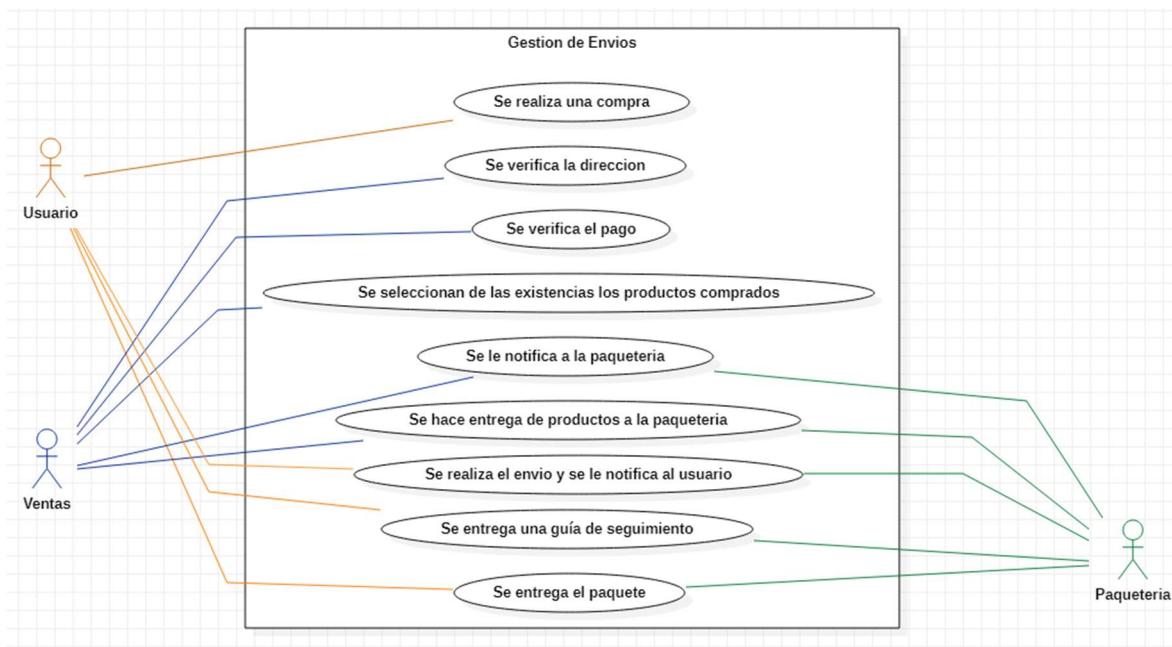 Gestion de Envios
Se realiza una compra
Se verifica la direccion
Usuario
Se verifica el pago
Se seleccionan de las existencias los productos comprados
Se le notifica a la paqueteria
Se hace entrega de productos a la paqueteria
Se realiza el envio y se le notifica al usuario
Ventas
Se entrega una guía de seguimiento
Se entrega el paquete
Paqueteria